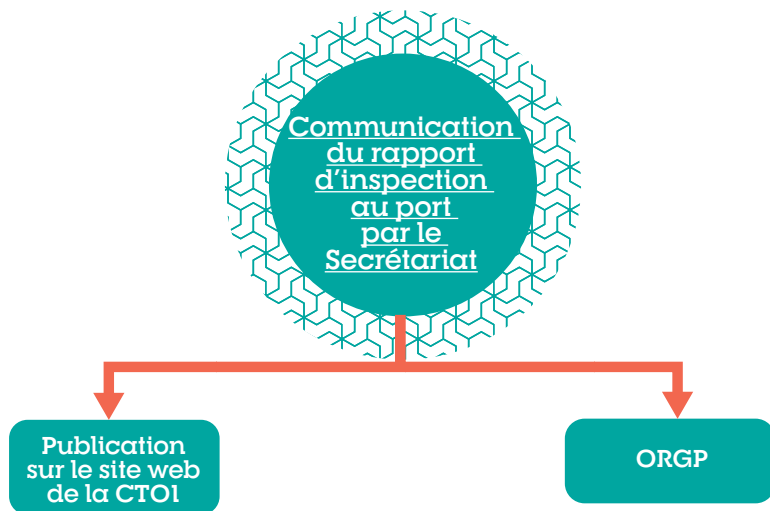 Communication
du rapport
d'inspection
au port
par le
Secrétariat
Publication
sur le site web
de la CTOI
ORGP